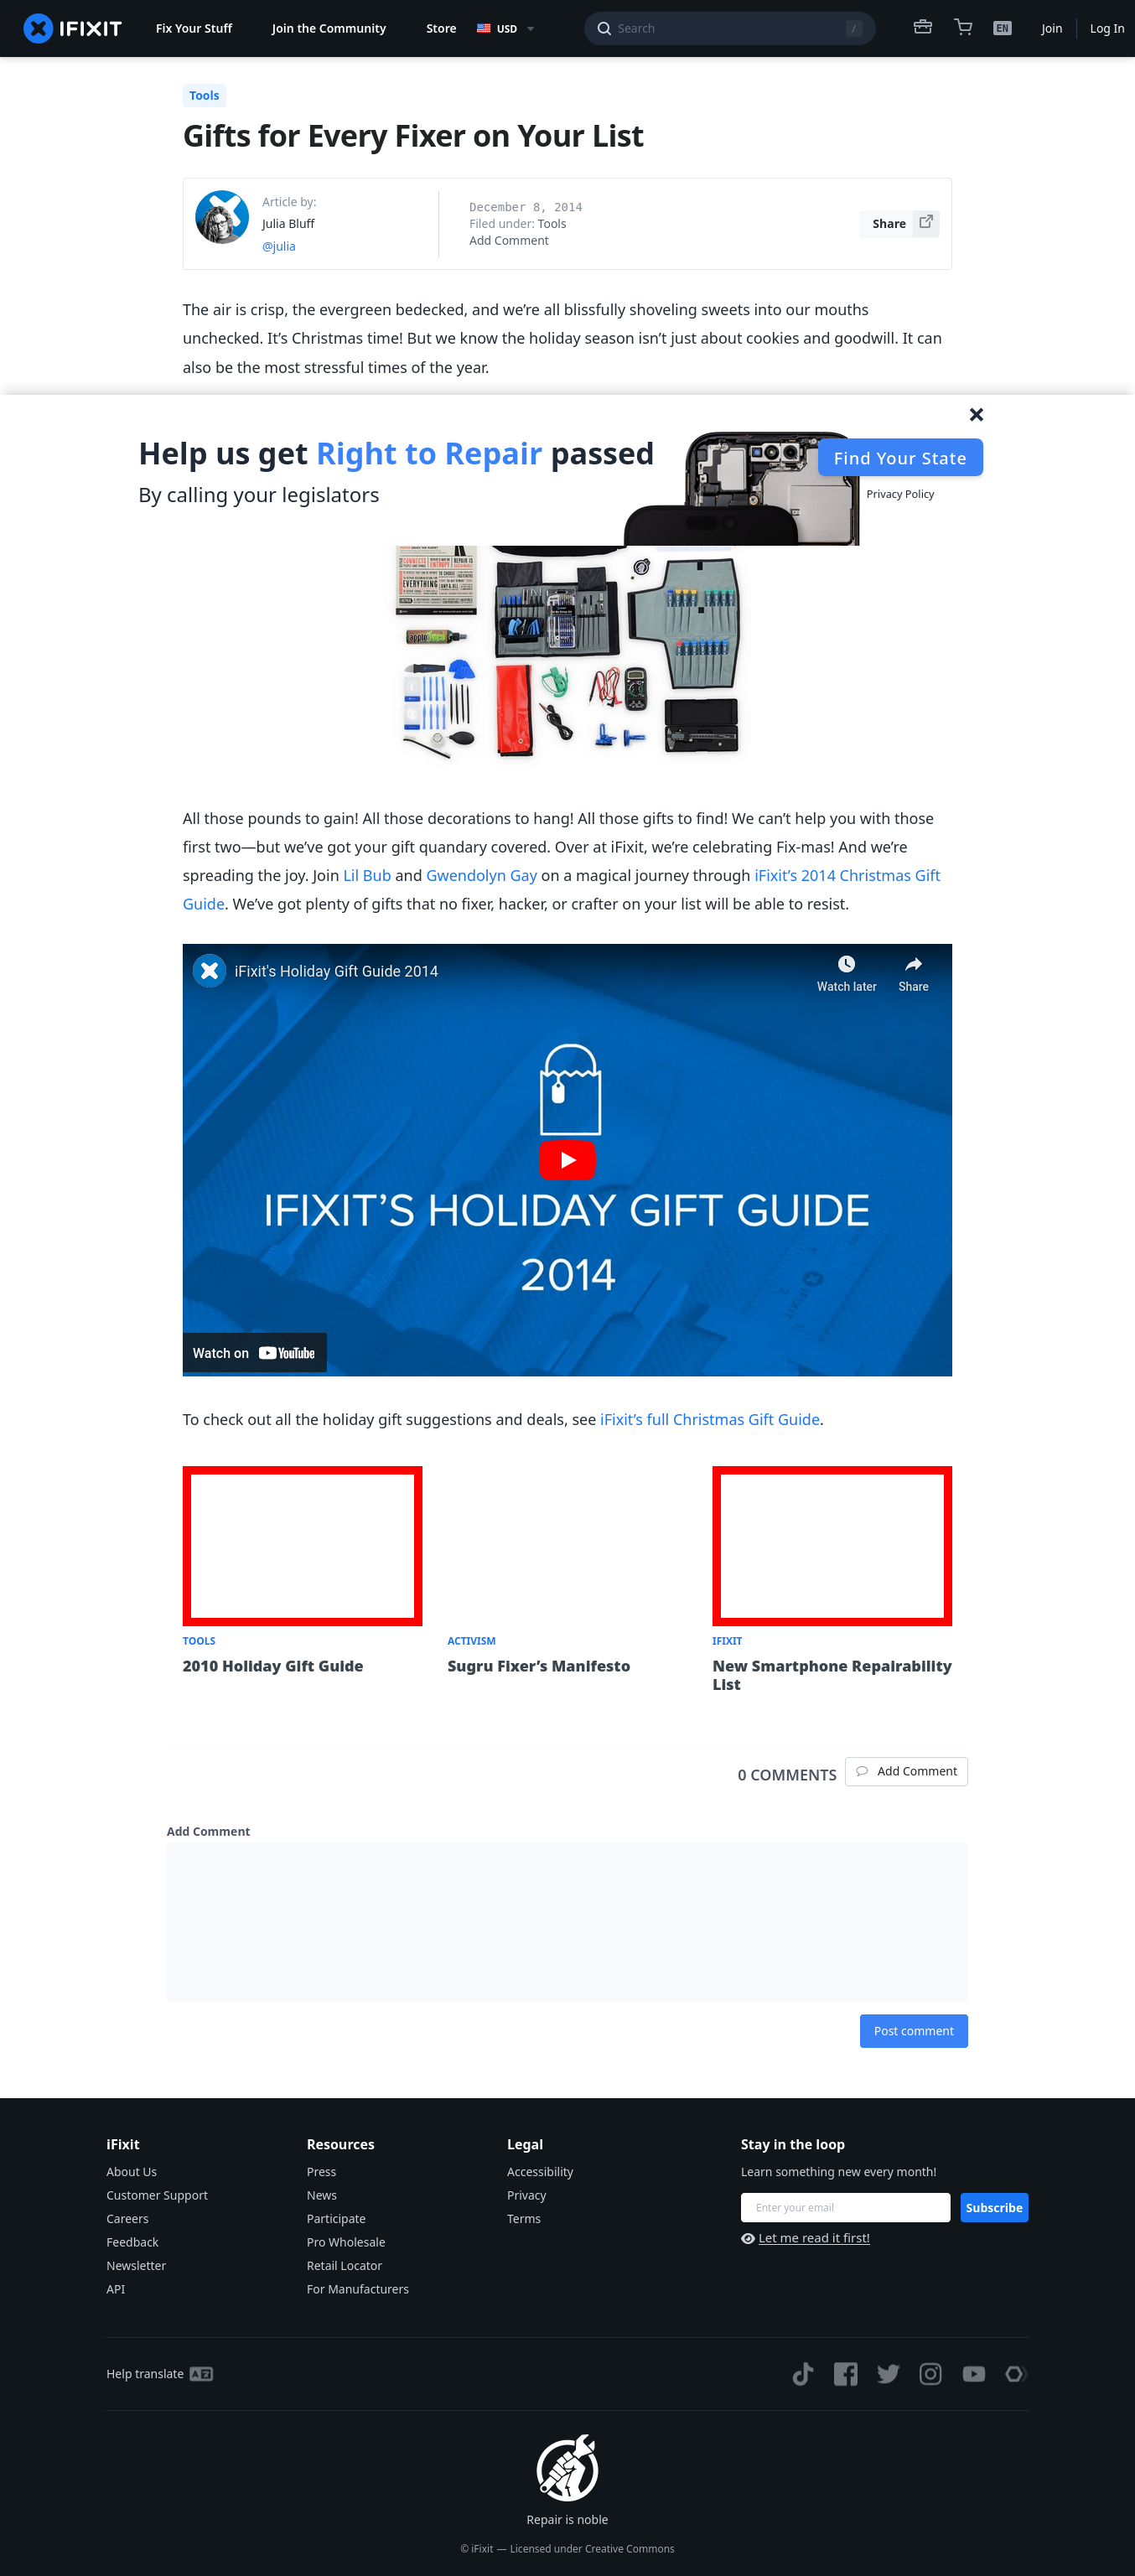 IFIXIT
Fix Your Stuff
Join the Community
Store
USD
Search
/
EN
Join
Log In
Tools
Gifts for Every Fixer on Your List
Article by:
Julia Bluff
@julia
December 8, 2014
Filed under: Tools
Add Comment
Share
The air is crisp, the evergreen bedecked, and we’re all blissfully shoveling sweets into our mouths
unchecked. It’s Christmas time! But we know the holiday season isn’t just about cookies and goodwill. It can
also be the most stressful times of the year.
Help us get Right to Repair passed
By calling your legislators
Find Your State
Privacy Policy
EVERYTHING
All those pounds to gain! All those decorations to hang! All those gifts to find! We can’t help you with those
first two—but we’ve got your gift quandary covered. Over at iFixit, we’re celebrating Fix-mas! And we’re
spreading the joy. Join Lil Bub and Gwendolyn Gay on a magical journey through iFixit’s 2014 Christmas Gift
Guide. We’ve got plenty of gifts that no fixer, hacker, or crafter on your list will be able to resist.
iFixit's Holiday Gift Guide 2014
Watch later
Share
IFIXIT’S HOLIDAY GIFT GUIDE
2014
Watch on YouTube
To check out all the holiday gift suggestions and deals, see iFixit’s full Christmas Gift Guide.
TOOLS
2010 Holiday Gift Guide
ACTIVISM
Sugru Fixer’s Manifesto
IFIXIT
New Smartphone Repairability
List
0 COMMENTS
Add Comment
Add Comment
Post comment
iFixit
About Us
Customer Support
Careers
Feedback
Newsletter
API
Resources
Press
News
Participate
Pro Wholesale
Retail Locator
For Manufacturers
Legal
Accessibility
Privacy
Terms
Stay in the loop
Learn something new every month!
Enter your email
Subscribe
Let me read it first!
Help translate
Repair is noble
© iFixit — Licensed under Creative Commons